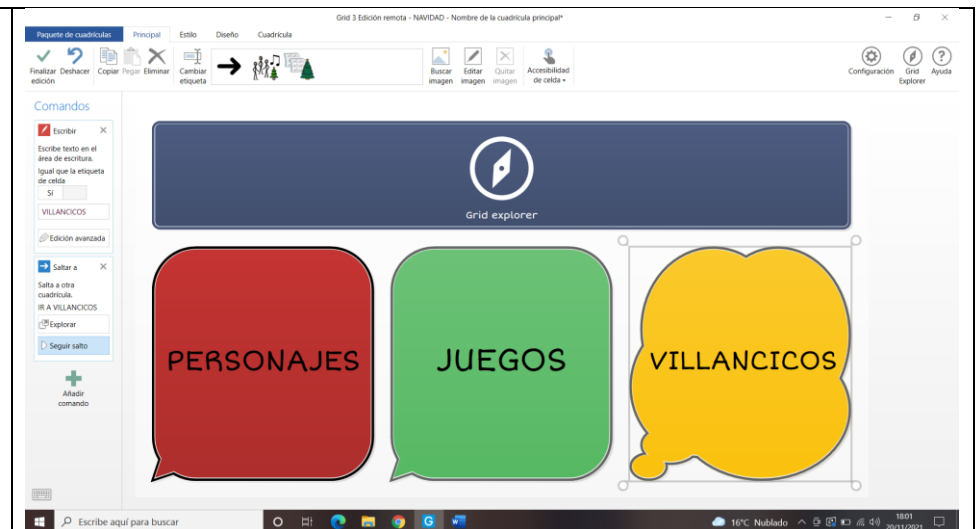 Grid 3 Edición remota - NAVIDAD - Nombre de la cuadrícula principal*
Paquete de cuadrículas Principal Estilo Diseño Cuadrícula
Finalizar edición
Deshacer
Copiar
Pegar
Eliminar
Cambiar etiqueta
Buscar imagen
Editar imagen
Quitar imagen
Accesibilidad de celda
Configuración
Grid Explorer
Ayuda
Comandos
Escribir
Escribe texto en el
área de escritura.
Igual que la etiqueta
de celda
Sí
VILLANCICOS
Edición avanzada
Saltar a
Salta a otra
cuadrícula.
IR A VILLANCICOS
Explorar
Seguir salto
Añadir
comando
Grid explorer
PERSONAJES JUEGOS VILLANCICOS
Escribe aquí para buscar
16°C Nublado
18:01
20/11/2021